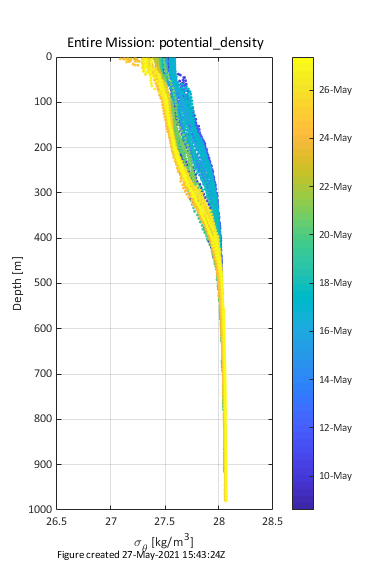 Entire Mission: potential_density
0
100
200
300
400
500
600
700
800
900
1000
Depth [m]
26.5 27 27.5 28 28.5
σθ [kg/m³]
Figure created 27-May-2021 15:43:24Z
26-May
24-May
22-May
20-May
18-May
16-May
14-May
12-May
10-May